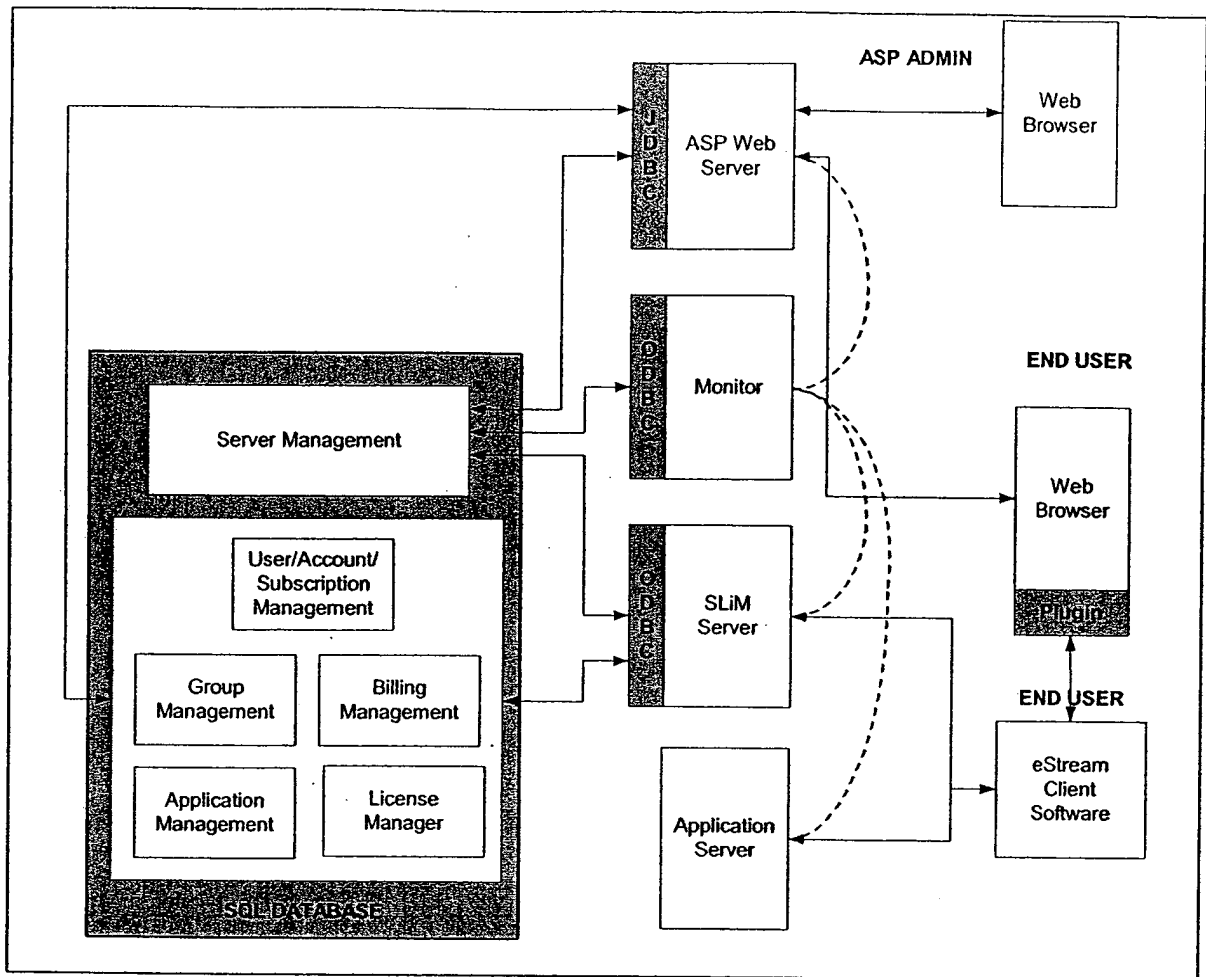 ASP ADMIN
Web
Browser
JDBC
ASP Web
Server
ODBC
Monitor
END USER
Server Management
Web
Browser
Plugin
User/Account/
Subscription
Management
ODBC
SLiM
Server
Group
Management
Billing
Management
END USER
eStream
Client
Software
Application
Management
License
Manager
Application
Server
SQL DATABASE